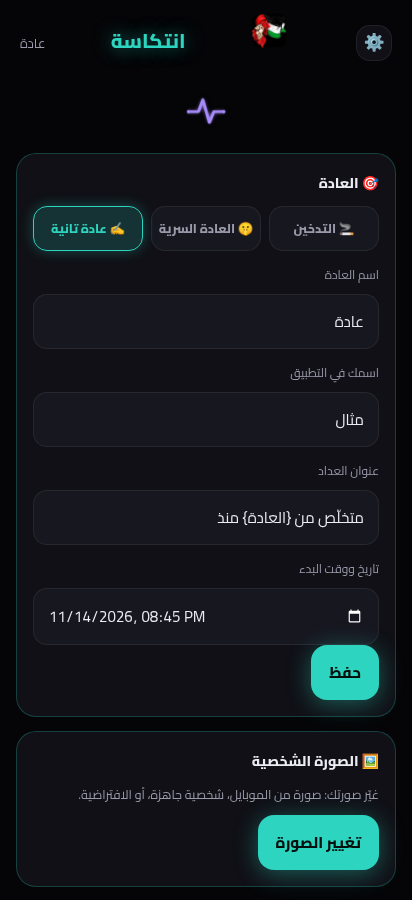 انتكاسة
عادة
🎯 العادة
🚬 التدخين
🤫 العادة السرية
✍️ عادة تانية
اسم العادة
عادة
اسمك في التطبيق
مثال
عنوان العداد
متخلّص من {العادة} منذ
تاريخ ووقت البدء
11/14/2026, 08:45 PM
حفظ
🖼️ الصورة الشخصية
غيّر صورتك: صورة من الموبايل، شخصية جاهزة، أو الافتراضية.
تغيير الصورة